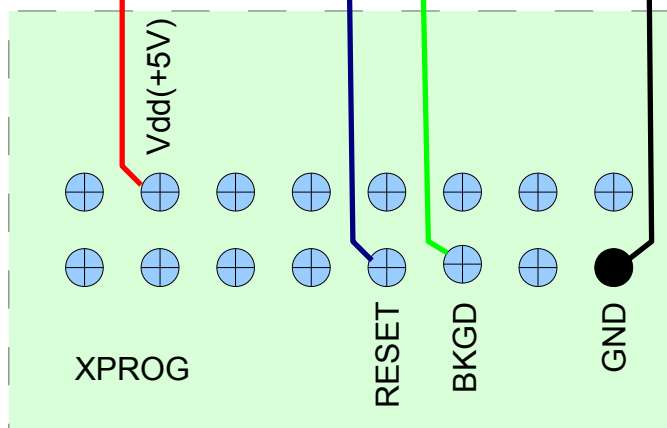 Vdd(+5V)
XPROG
RESET
BKGD
GND